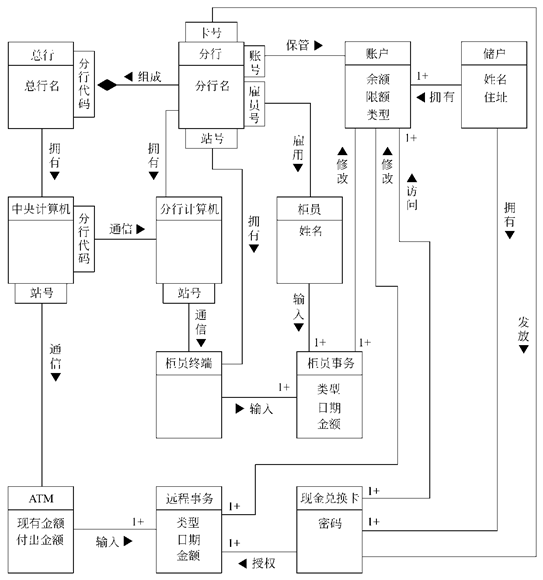 卡号
总行
总行名
分行代码
组成
分行
分行名
账号
雇员号
站号
保管
账户
余额
限额
类型
1+
拥有
储户
姓名
住址
拥有
拥有
雇用
修改
修改
1+
访问
中央计算机
分行代码
站号
通信
分行计算机
站号
拥有
柜员
姓名
拥有
通信
通信
输入
1+
1+
发放
柜员终端
输入
1+
柜员事务
类型
日期
金额
ATM
现有金额
付出金额
输入
1+
远程事务
类型
日期
金额
1+
1+
授权
现金兑换卡
密码
1+
1+
1+
1+